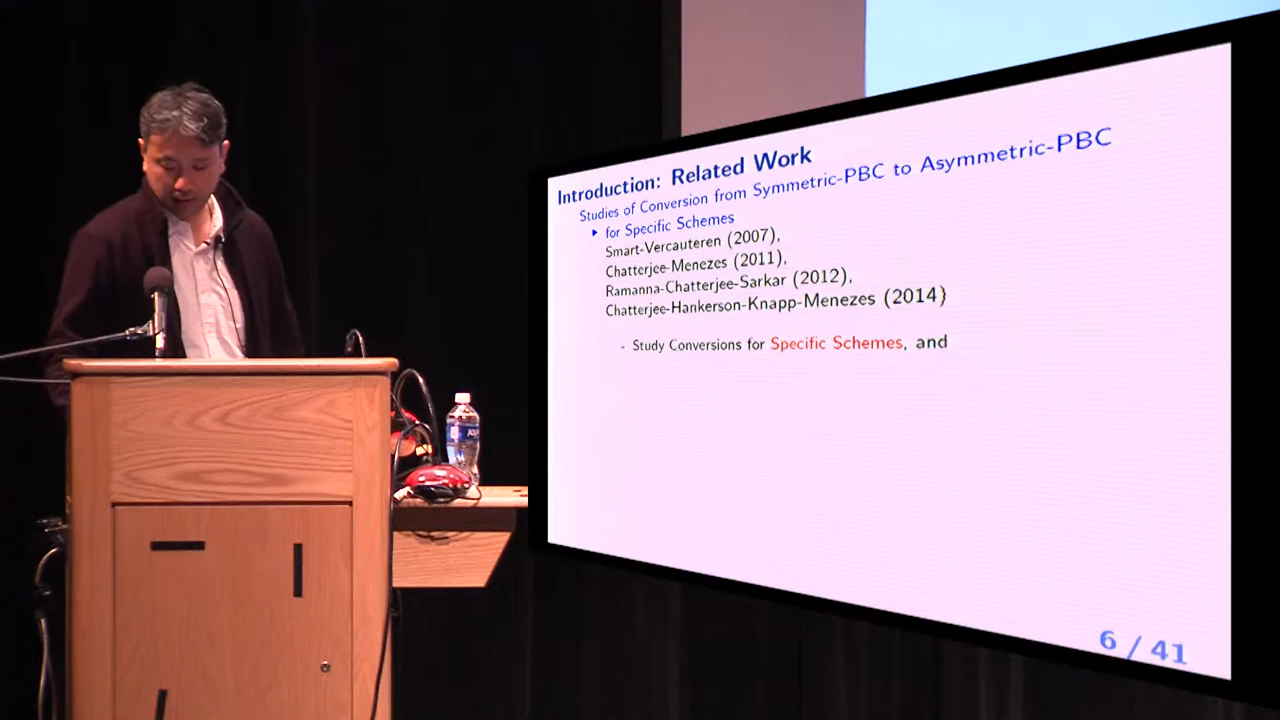 Introduction: Related Work
Studies of Conversion from Symmetric-PBC to Asymmetric-PBC
for Specific Schemes
Smart-Vercauteren (2007),
Chatterjee-Menezes (2011),
Ramanna-Chatterjee-Sarkar (2012),
Chatterjee-Hankerson-Knapp-Menezes (2014}
- Study Conversions for Specific Schemes, and
6 / 41